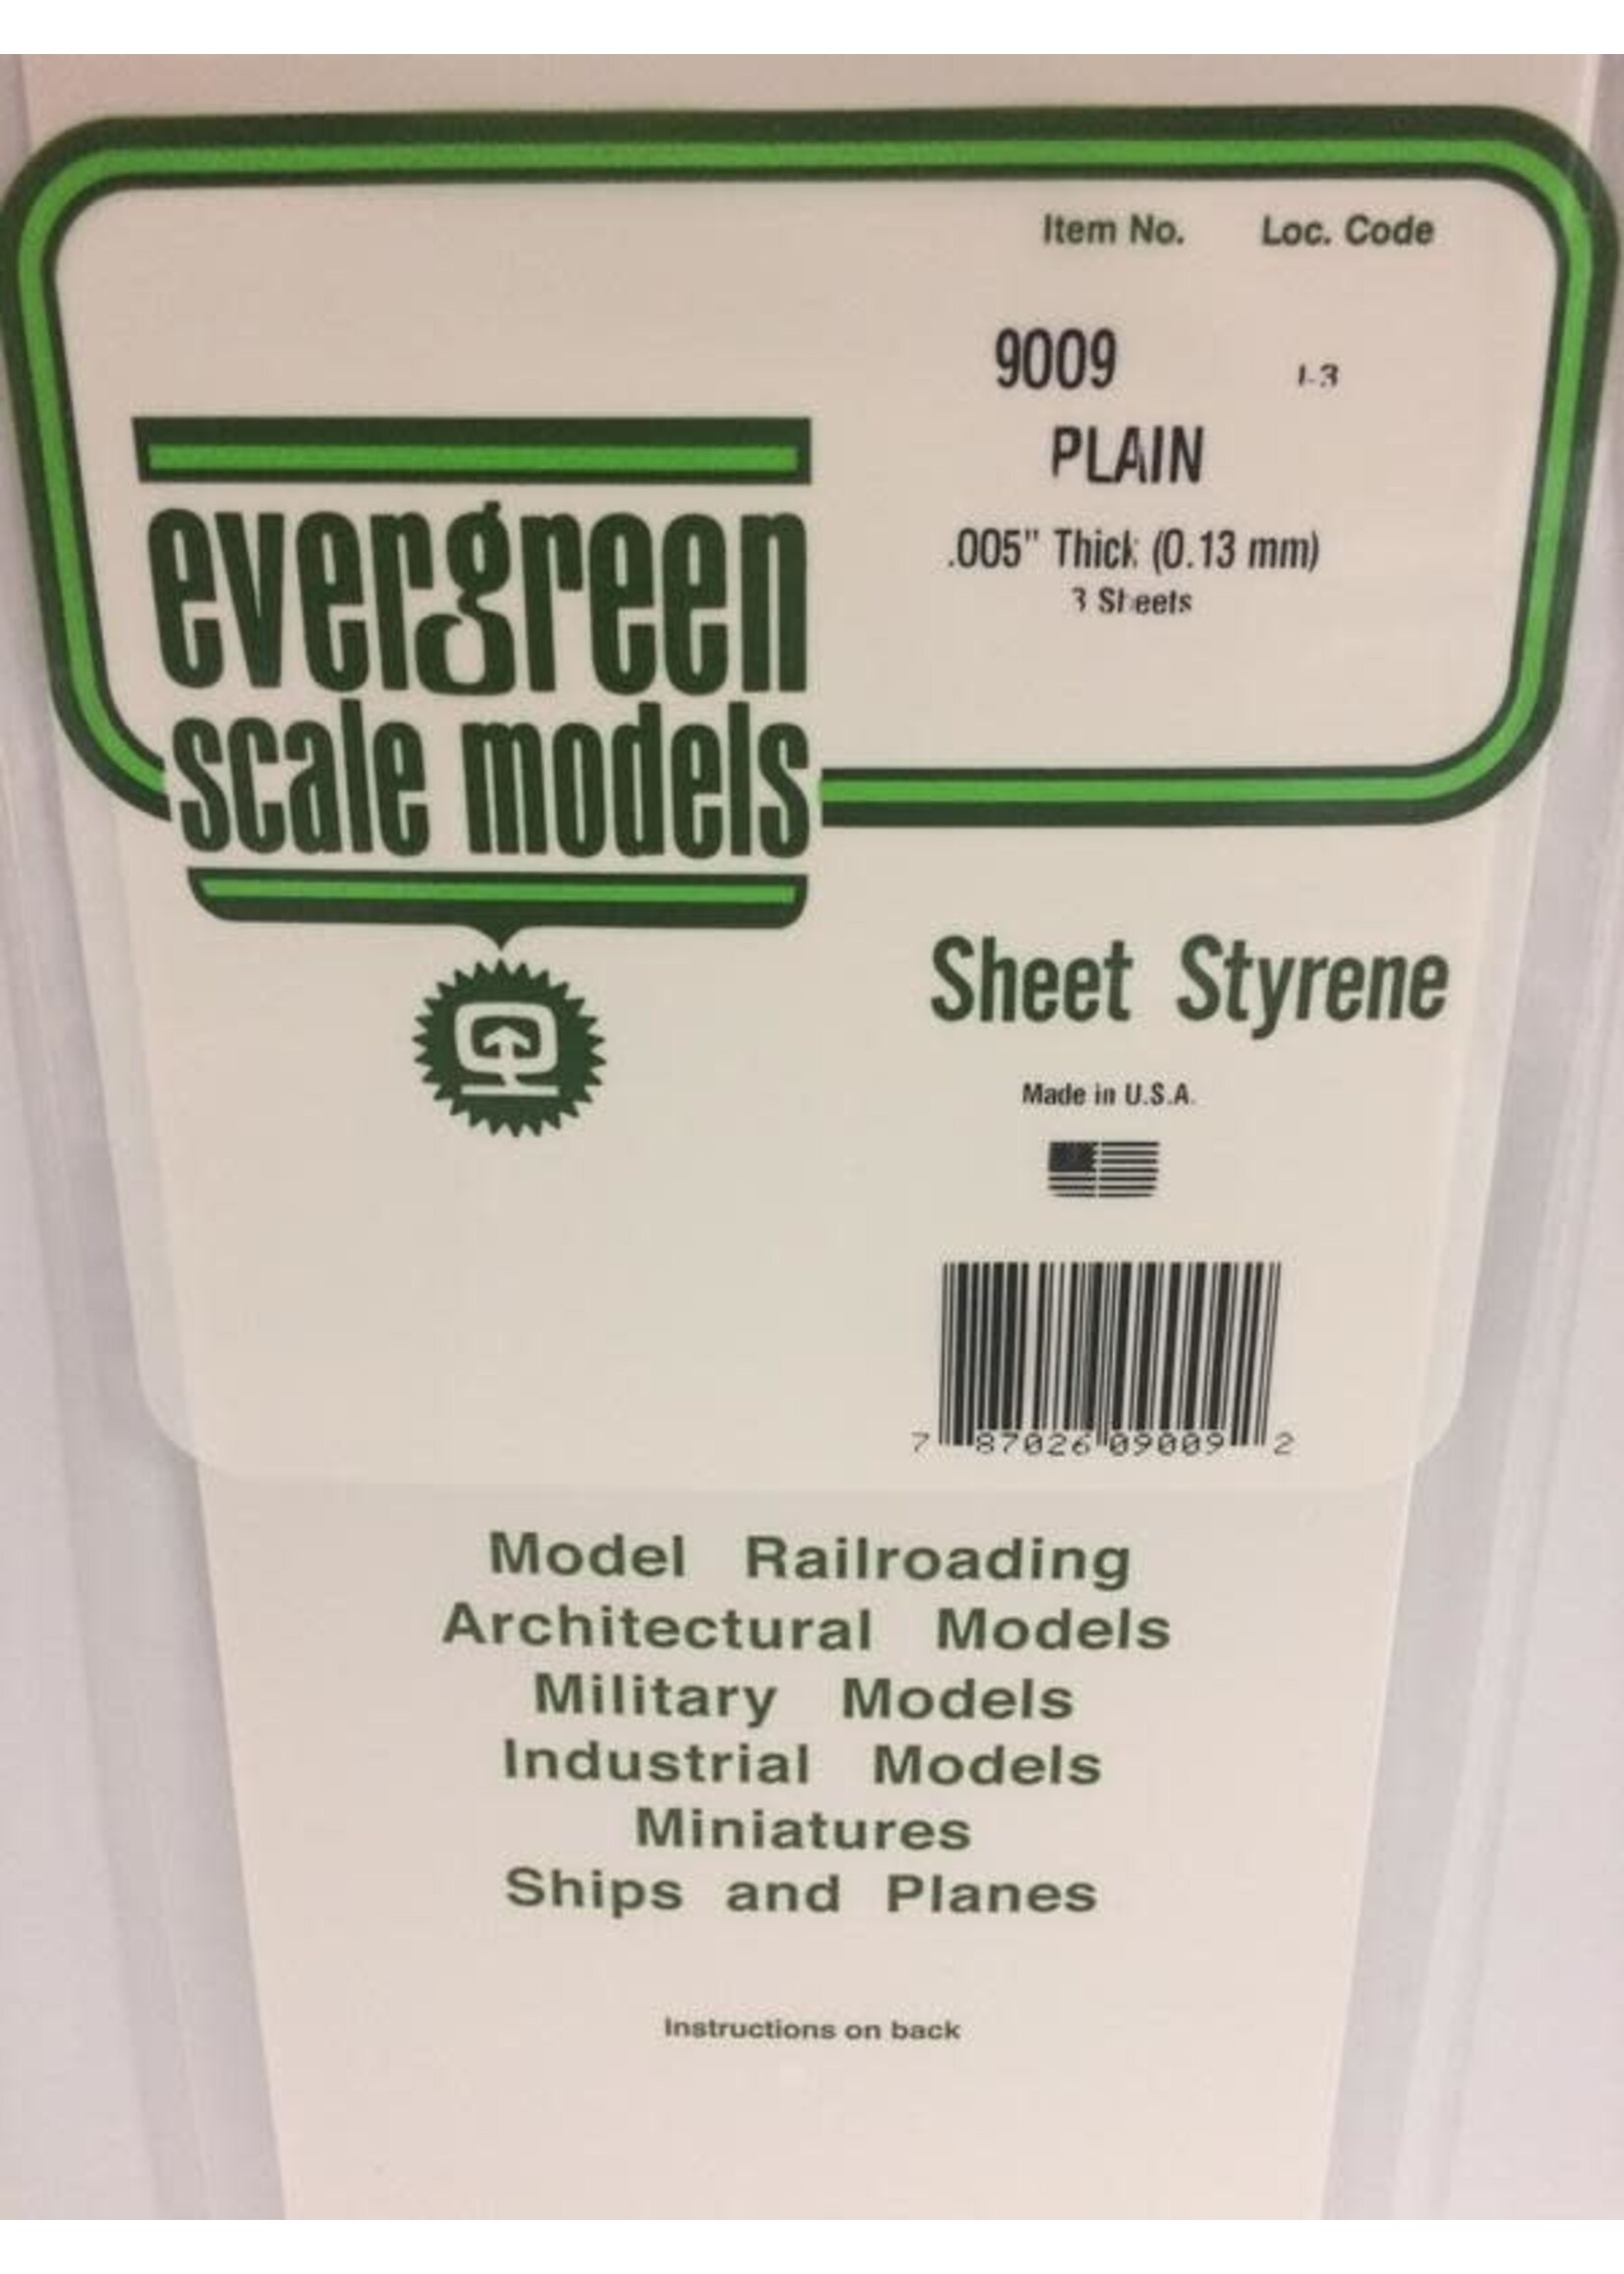 Item No. Loc. Code
9009 I-3
PLAIN
.005" Thick (0.13 mm)
3 Sheets
evergreen
scale models
Sheet Styrene
Made in U.S.A.
7 87026 09009 2
Model Railroading
Architectural Models
Military Models
Industrial Models
Miniatures
Ships and Planes
Instructions on back